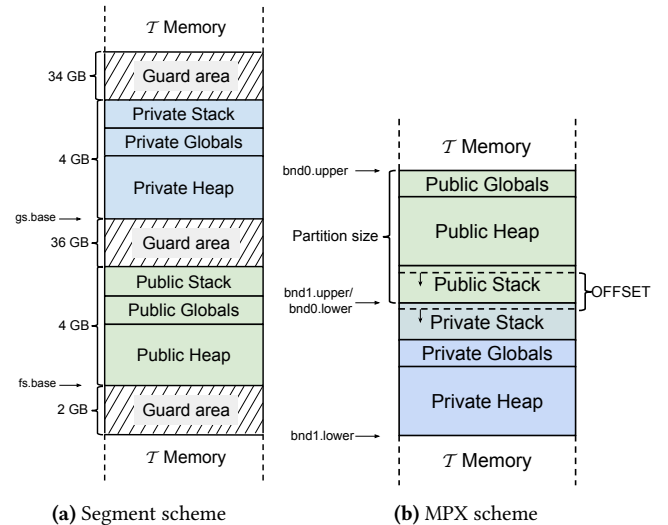 𝒯 Memory
34 GB
Guard area
Private Stack
Private Globals
4 GB
Private Heap
gs.base
36 GB
Guard area
Public Stack
Public Globals
4 GB
Public Heap
fs.base
2 GB
Guard area
𝒯 Memory
(a) Segment scheme
𝒯 Memory
bnd0.upper
Public Globals
Partition size
Public Heap
Public Stack
OFFSET
bnd1.upper/
bnd0.lower
Private Stack
Private Globals
Private Heap
bnd1.lower
𝒯 Memory
(b) MPX scheme